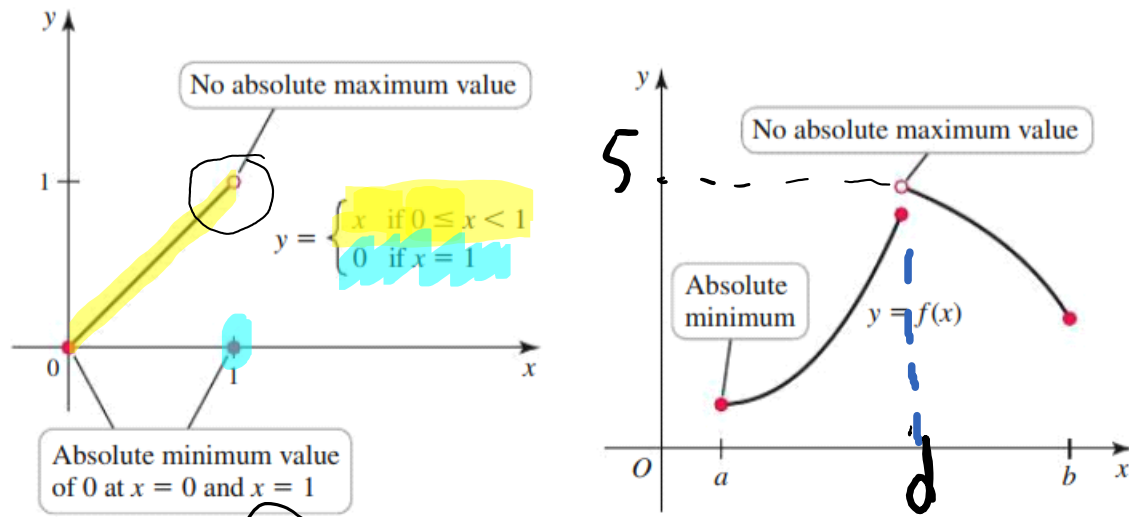 y
No absolute maximum value
1
y = { x if 0 ≤ x < 1
0 if x = 1
0
1
x
Absolute minimum value
of 0 at x = 0 and x = 1
y
No absolute maximum value
5
Absolute
minimum
y = f(x)
O
a
d
b
x